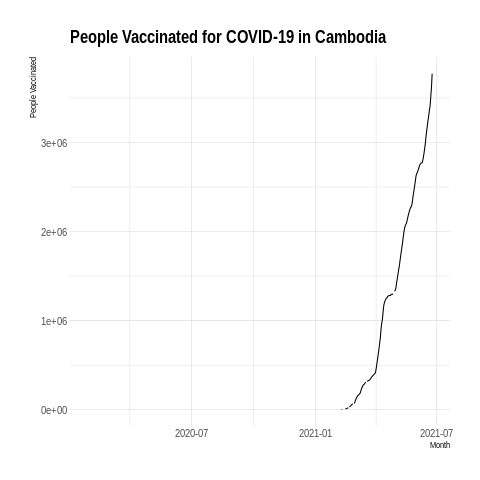 People Vaccinated for COVID-19 in Cambodia
People Vaccinated
3e+06
2e+06
1e+06
0e+00
2020-07
2021-01
2021-07
Month